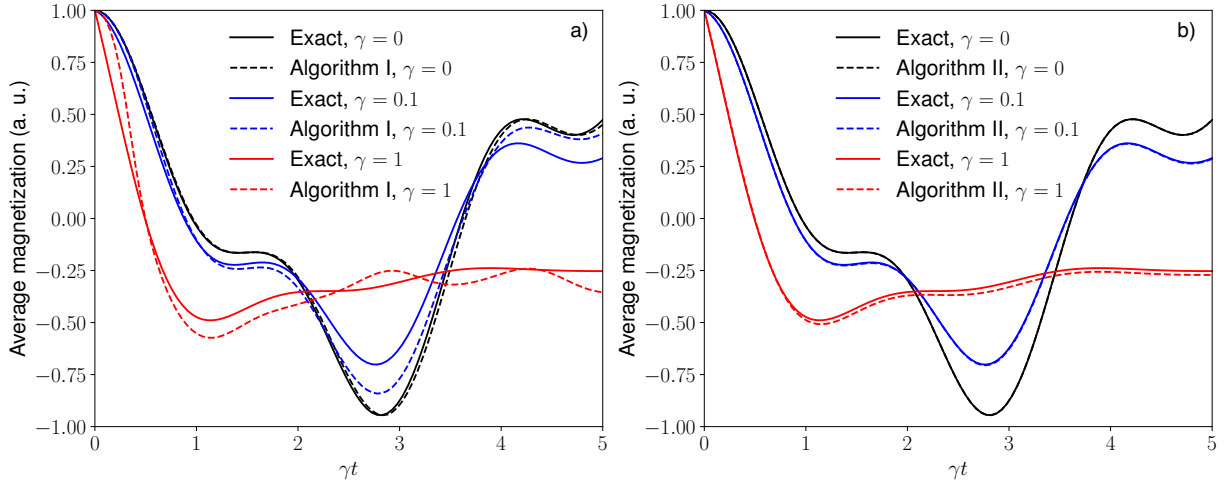 a)
Exact, γ = 0
Algorithm I, γ = 0
Exact, γ = 0.1
Algorithm I, γ = 0.1
Exact, γ = 1
Algorithm I, γ = 1
Average magnetization (a. u.)
1.00
0.75
0.50
0.25
0.00
−0.25
−0.50
−0.75
−1.00
0 1 2 3 4 5
γt
b)
Exact, γ = 0
Algorithm II, γ = 0
Exact, γ = 0.1
Algorithm II, γ = 0.1
Exact, γ = 1
Algorithm II, γ = 1
Average magnetization (a. u.)
1.00
0.75
0.50
0.25
0.00
−0.25
−0.50
−0.75
−1.00
0 1 2 3 4 5
γt